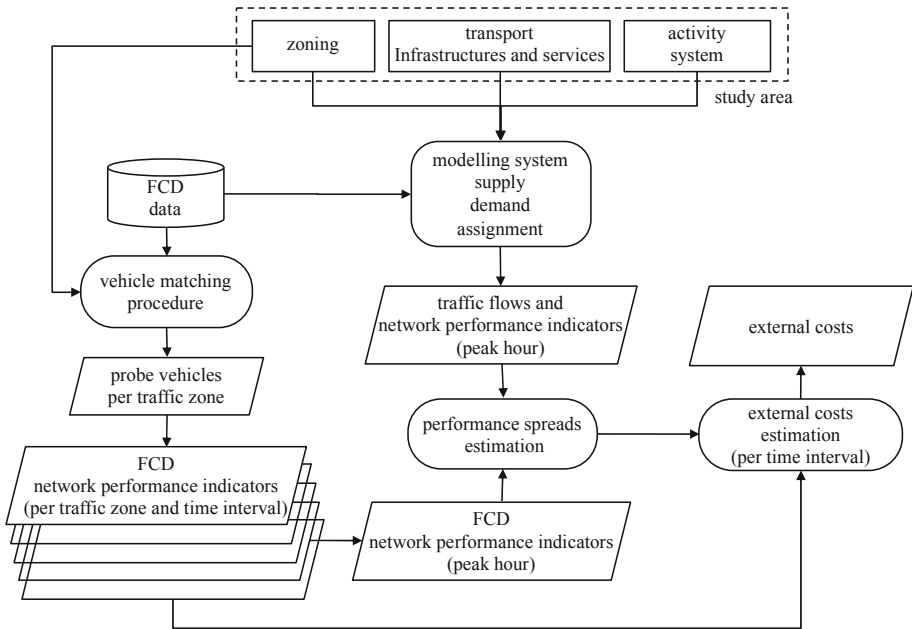 zoning
transport
Infrastructures and services
activity
system
study area
modelling system
supply
demand
assignment
FCD
data
vehicle matching
procedure
traffic flows and
network performance indicators
(peak hour)
external costs
probe vehicles
per traffic zone
performance spreads
estimation
external costs
estimation
(per time interval)
FCD
network performance indicators
(per traffic zone and time interval)
FCD
network performance indicators
(peak hour)